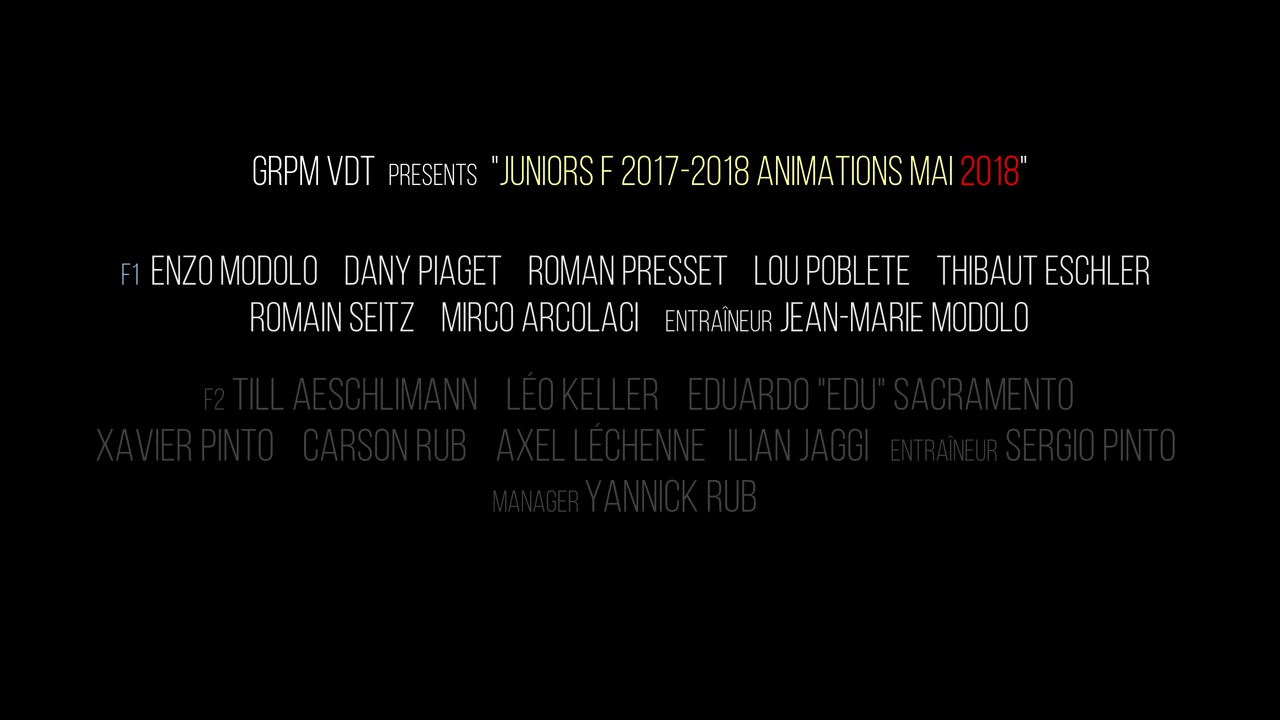 GRPM VDT PRESENTS "JUNIORS F 2017-2018 ANIMATIONS MAI 2018"
F1 ENZO MODOLO DANY PIAGET ROMAN PRESSET LOU POBLETE THIBAUT ESCHLER
ROMAIN SEITZ MIRCO ARCOLACI ENTRAÎNEUR JEAN-MARIE MODOLO
F2 TILL AESCHLIMANN LÉO KELLER EDUARDO "EDU" SACRAMENTO
XAVIER PINTO CARSON RUB AXEL LÉCHENNE ILIAN JAGGI ENTRAÎNEUR SERGIO PINTO
MANAGER YANNICK RUB